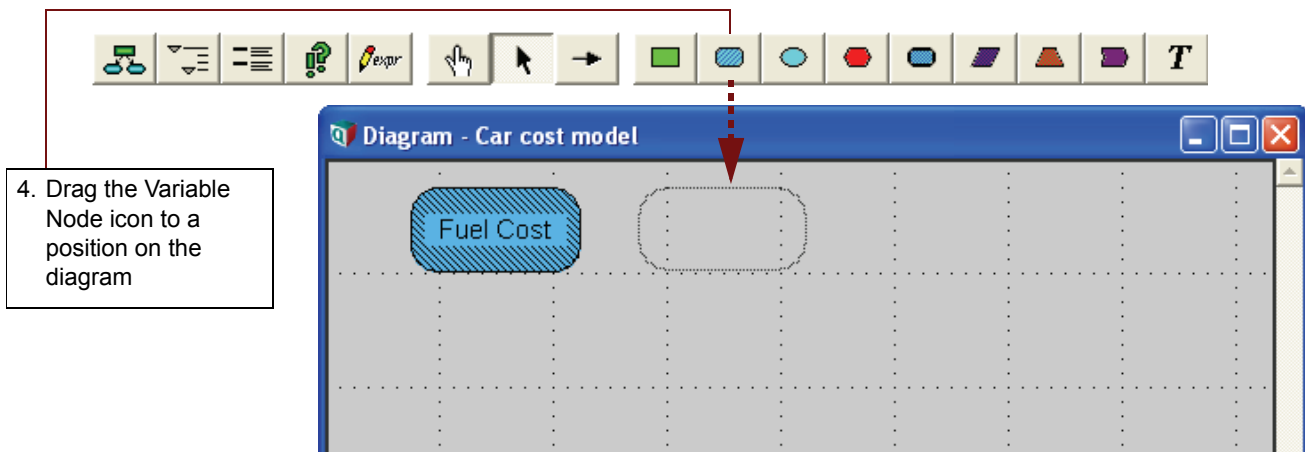 expr
T
Diagram - Car cost model
4. Drag the Variable
Node icon to a
position on the
diagram
Fuel Cost